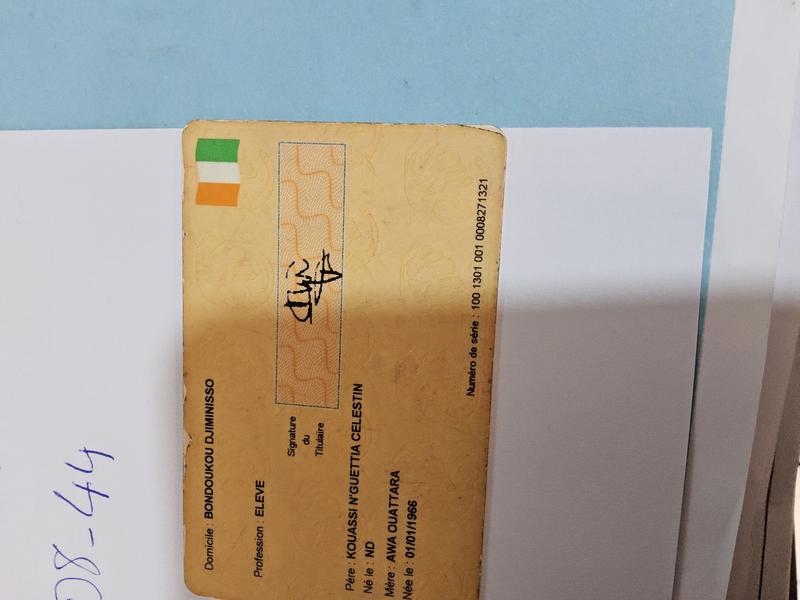 Domicile : BONDOUKOU DJIMINISSO
Profession : ELEVE
Signature
du
Titulaire
Père : KOUASSI N'GUETTIA CELESTIN
Né le : ND
Mère : AWA OUATTARA
Née le : 01/01/1966
Numéro de série : 100 1301 001 0008271321
08-44